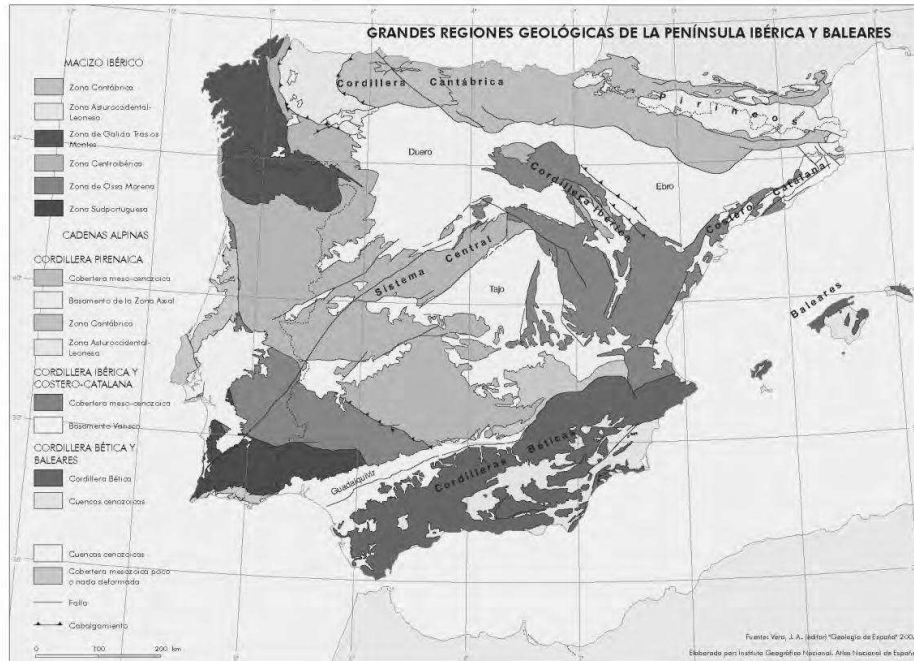 GRANDES REGIONES GEOLÓGICAS DE LA PENÍNSULA IBÉRICA Y BALEARES
MACIZO IBÉRICO
Zona Cantábrica
Zona Asturoccidental-
Leonesa
Zona de Galicia Tras os
Montes
Zona Centroibérica
Zona de Ossa Morena
Zona Sudportuguesa
CADENAS ALPINAS
CORDILLERA PIRENAICA
Cobertera meso-cenozoica
Basamento de la Zona Axial
Zona Cantábrica
Zona Asturoccidental-
Leonesa
CORDILLERA IBÉRICA Y
COSTERO-CATALANA
Cobertera meso-cenozoica
Basamento Varisco
CORDILLERA BÉTICA Y
BALEARES
Cordillera Bética
Cuencas cenozoicas
Cuencas cenozoicas
Cobertera mesozoica poco
o nada deformada
Falla
Cabalgamiento
0 100 200 km
Cordillera Cantábrica
Pirineos
Duero
Ebro
Cordillera Ibérica
Costero Catalana
Sistema Central
Tajo
Baleares
Guadalquivir
Cordilleras Béticas
Fuente: Vera, J. A. (editor) "Geología de España"
Elaborado por: Instituto Geográfico Nacional. Atlas Nacional de España